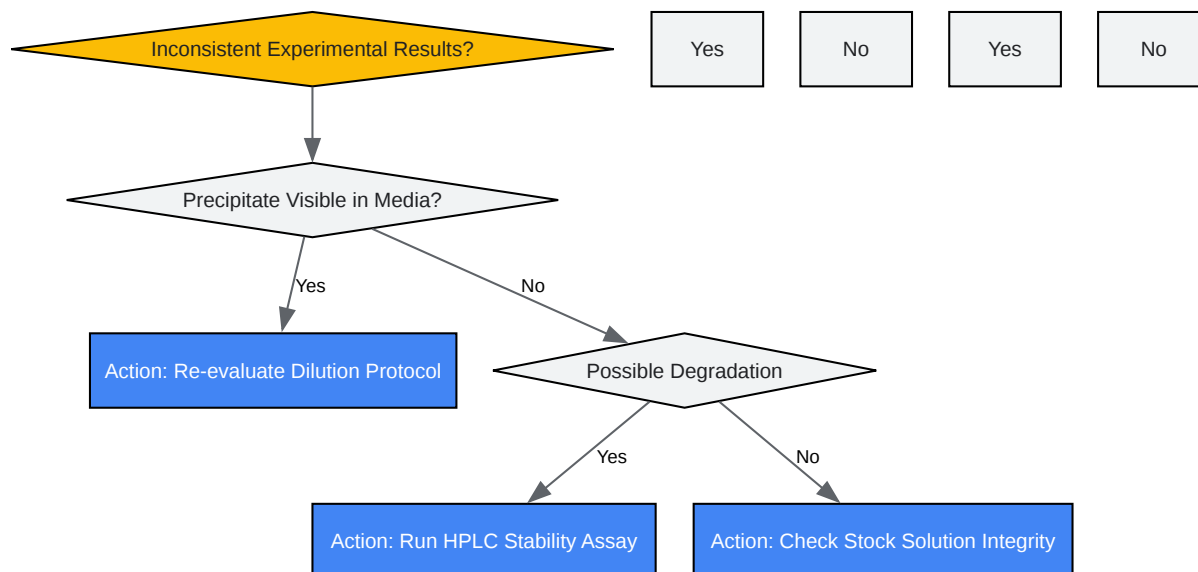 Inconsistent Experimental Results?
Yes
No
Yes
No
Precipitate Visible in Media?
Yes
No
Action: Re-evaluate Dilution Protocol
Possible Degradation
Yes
No
Action: Run HPLC Stability Assay
Action: Check Stock Solution Integrity